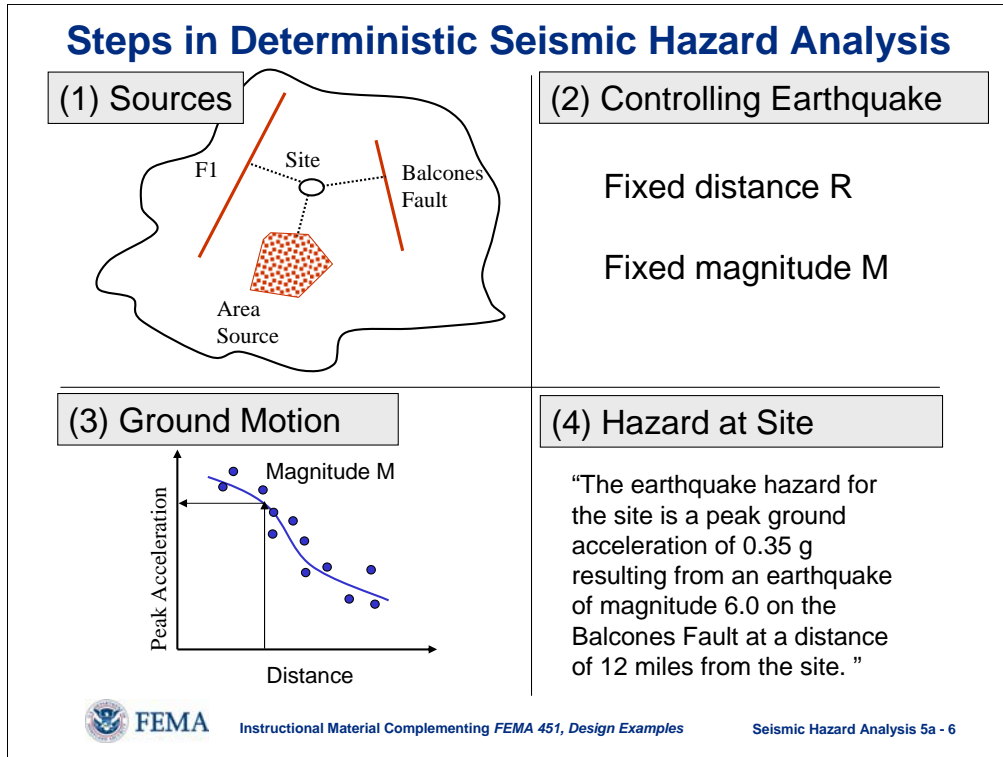 Steps in Deterministic Seismic Hazard Analysis
(1) Sources
F1
Site
Balcones
Fault
Area
Source
(2) Controlling Earthquake
Fixed distance R
Fixed magnitude M
(3) Ground Motion
Magnitude M
Peak Acceleration
Distance
(4) Hazard at Site
“The earthquake hazard for
the site is a peak ground
acceleration of 0.35 g
resulting from an earthquake
of magnitude 6.0 on the
Balcones Fault at a distance
of 12 miles from the site. ”
FEMA
Instructional Material Complementing FEMA 451, Design Examples
Seismic Hazard Analysis 5a - 6